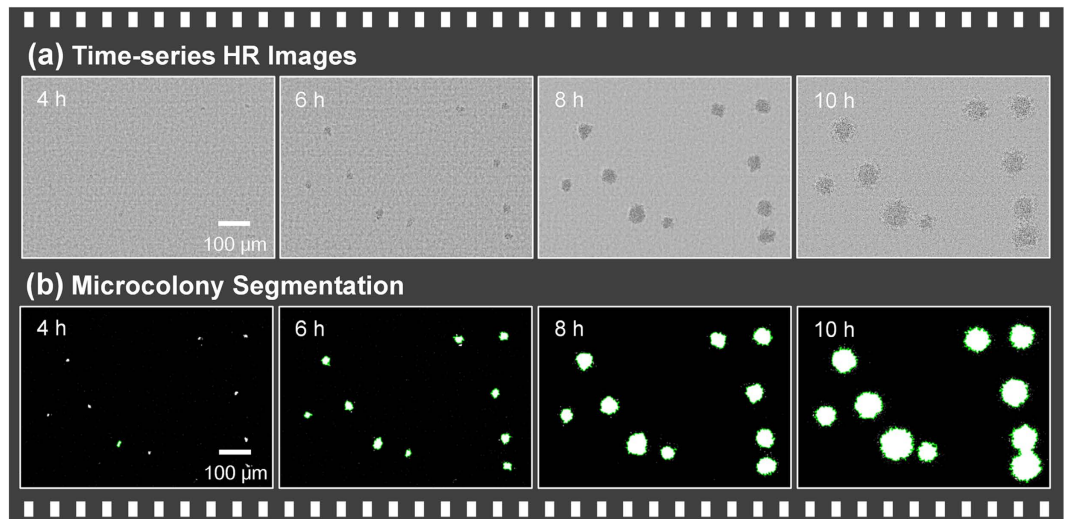 (a) Time-series HR Images
4 h
6 h
8 h
10 h
100 µm
(b) Microcolony Segmentation
4 h
6 h
8 h
10 h
100 µm